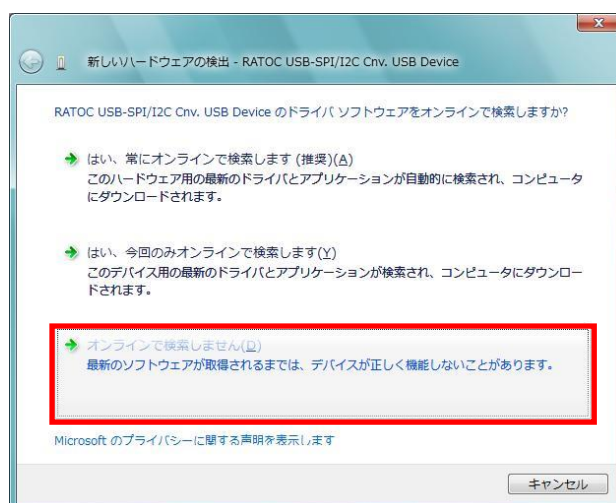 新しいハードウェアの検出 - RATOC USB-SPI/I2C Cnv. USB Device
RATOC USB-SPI/I2C Cnv. USB Device のドライバ ソフトウェアをオンラインで検索しますか?
はい、常にオンラインで検索します (推奨)(A)
このハードウェア用の最新のドライバとアプリケーションが自動的に検索され、コンピュータ
にダウンロードされます。
はい、今回のみオンラインで検索します(Y)
このデバイス用の最新のドライバとアプリケーションが検索され、コンピュータにダウンロー
ドされます。
オンラインで検索しません(D)
最新のソフトウェアが取得されるまでは、デバイスが正しく機能しないことがあります。
Microsoft のプライバシーに関する声明を表示します
キャンセル